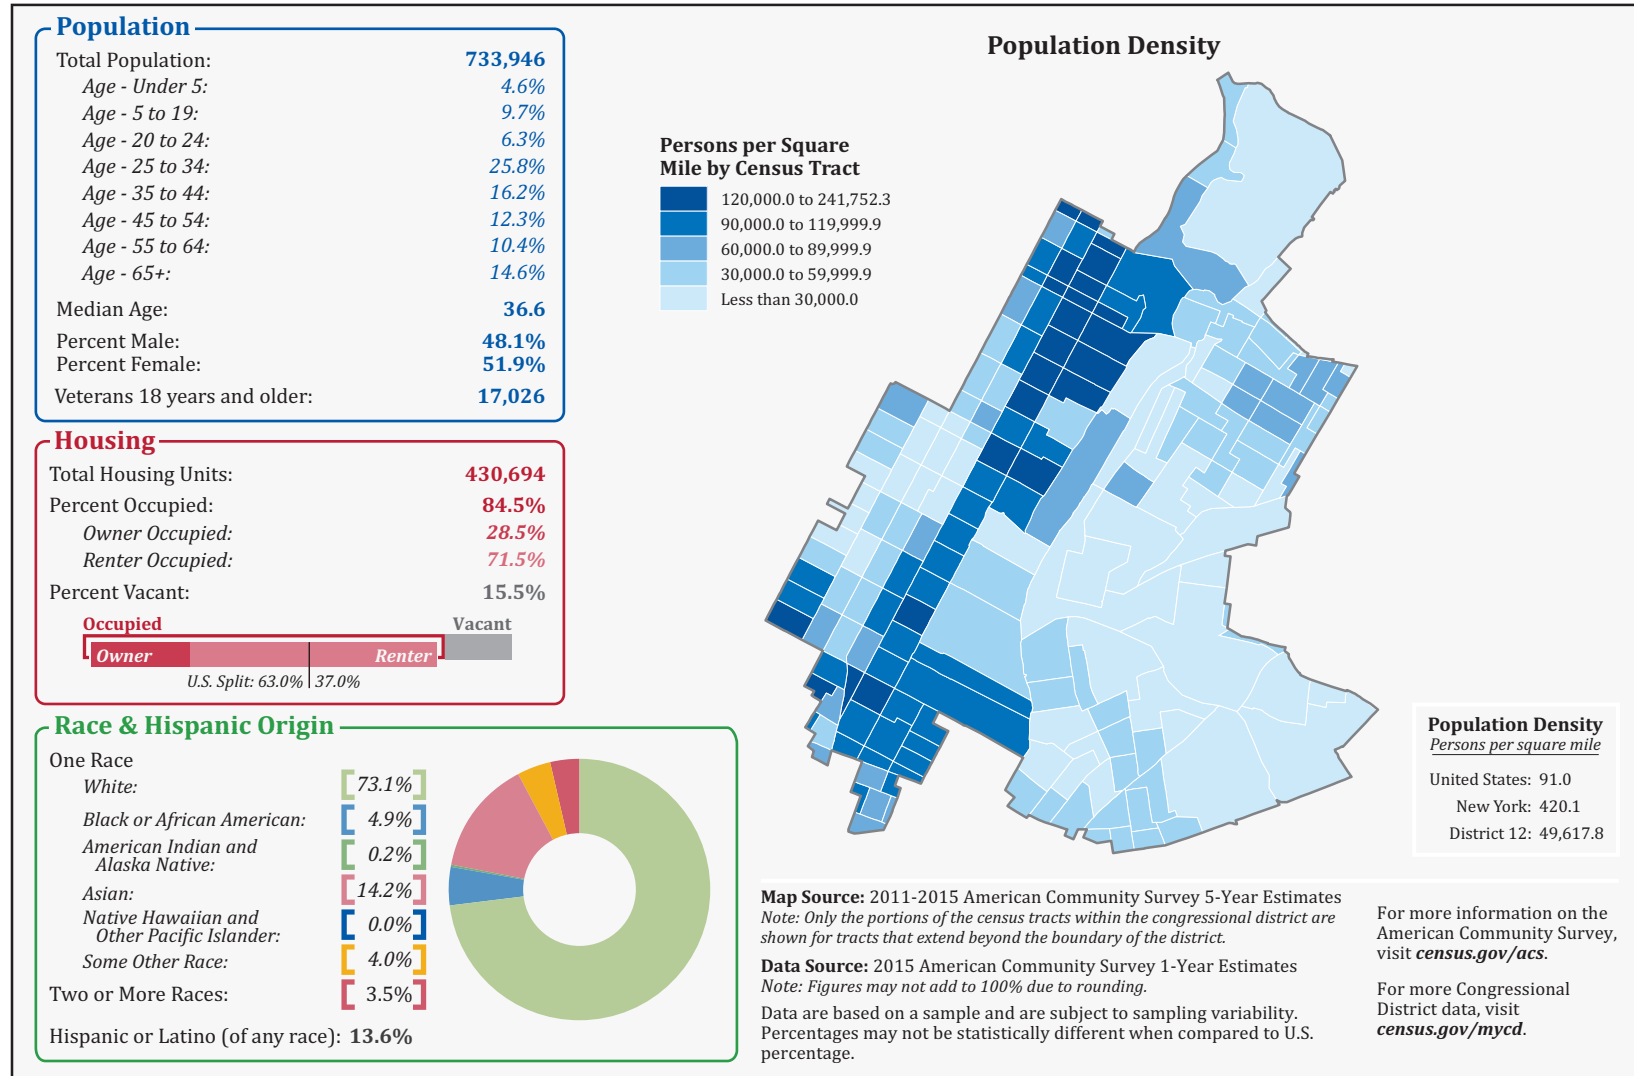 Population
Total Population: 733,946
Age - Under 5: 4.6%
Age - 5 to 19: 9.7%
Age - 20 to 24: 6.3%
Age - 25 to 34: 25.8%
Age - 35 to 44: 16.2%
Age - 45 to 54: 12.3%
Age - 55 to 64: 10.4%
Age - 65+: 14.6%
Median Age: 36.6
Percent Male: 48.1%
Percent Female: 51.9%
Veterans 18 years and older: 17,026
Housing
Total Housing Units: 430,694
Percent Occupied: 84.5%
Owner Occupied: 28.5%
Renter Occupied: 71.5%
Percent Vacant: 15.5%
Occupied Vacant
Owner Renter
U.S. Split: 63.0% 37.0%
Race & Hispanic Origin
One Race
White: 73.1%
Black or African American: 4.9%
American Indian and
Alaska Native: 0.2%
Asian: 14.2%
Native Hawaiian and
Other Pacific Islander: 0.0%
Some Other Race: 4.0%
Two or More Races: 3.5%
Hispanic or Latino (of any race): 13.6%
Population Density
Persons per Square
Mile by Census Tract
120,000.0 to 241,752.3
90,000.0 to 119,999.9
60,000.0 to 89,999.9
30,000.0 to 59,999.9
Less than 30,000.0
Population Density
Persons per square mile
United States: 91.0
New York: 420.1
District 12: 49,617.8
Map Source: 2011-2015 American Community Survey 5-Year Estimates
Note: Only the portions of the census tracts within the congressional district are
shown for tracts that extend beyond the boundary of the district.
Data Source: 2015 American Community Survey 1-Year Estimates
Note: Figures may not add to 100% due to rounding.
Data are based on a sample and are subject to sampling variability.
Percentages may not be statistically different when compared to U.S.
percentage.
For more information on the
American Community Survey,
visit census.gov/acs.
For more Congressional
District data, visit
census.gov/mycd.